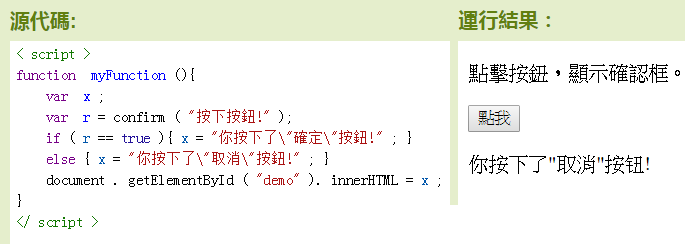 源代碼:
< script >
function myFunction (){
var x ;
var r = confirm ( "按下按鈕!" );
if ( r == true ){ x = "你按下了\"確定\"按鈕!" ; }
else { x = "你按下了\"取消\"按鈕!" ; }
document . getElementById ( "demo" ). innerHTML = x ;
}
</ script >
運行結果：
點擊按鈕，顯示確認框。
點我
你按下了"取消"按钮!